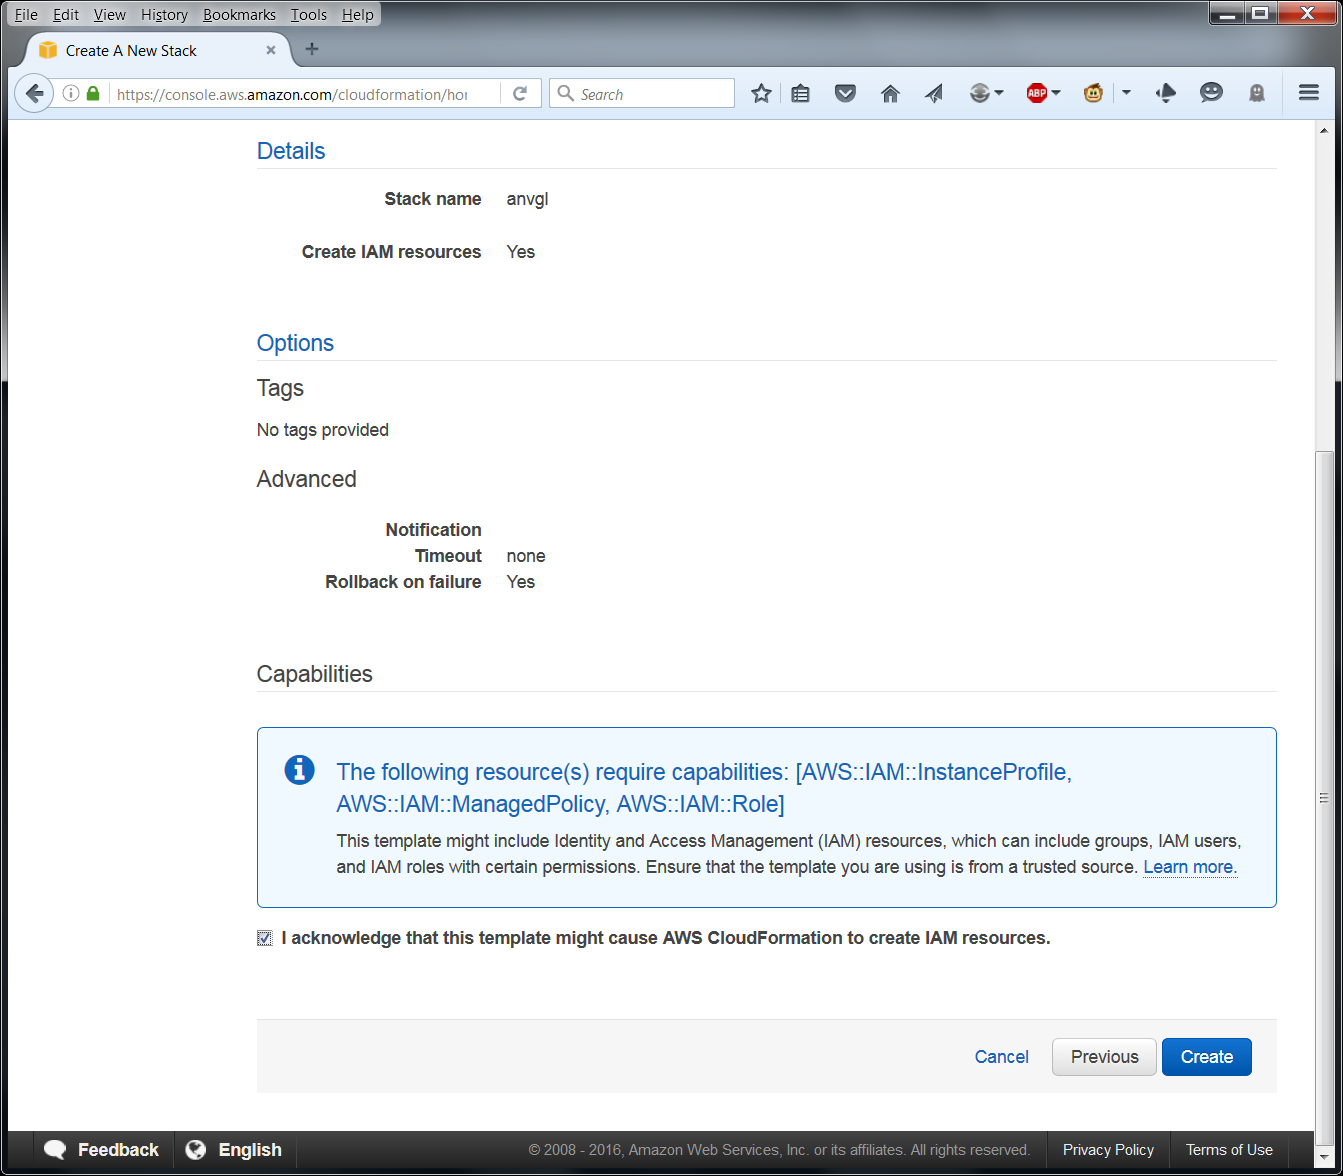 File Edit View History Bookmarks Tools Help
Create A New Stack
https://console.aws.amazon.com/cloudformation/hor
Search
ABP
Details
Stack name anvgl
Create IAM resources Yes
Options
Tags
No tags provided
Advanced
Notification
Timeout none
Rollback on failure Yes
Capabilities
The following resource(s) require capabilities: [AWS::IAM::InstanceProfile,
AWS::IAM::ManagedPolicy, AWS::IAM::Role]
This template might include Identity and Access Management (IAM) resources, which can include groups, IAM users,
and IAM roles with certain permissions. Ensure that the template you are using is from a trusted source. Learn more.
I acknowledge that this template might cause AWS CloudFormation to create IAM resources.
Cancel Previous Create
Feedback English © 2008 - 2016, Amazon Web Services, Inc. or its affiliates. All rights reserved. Privacy Policy Terms of Use